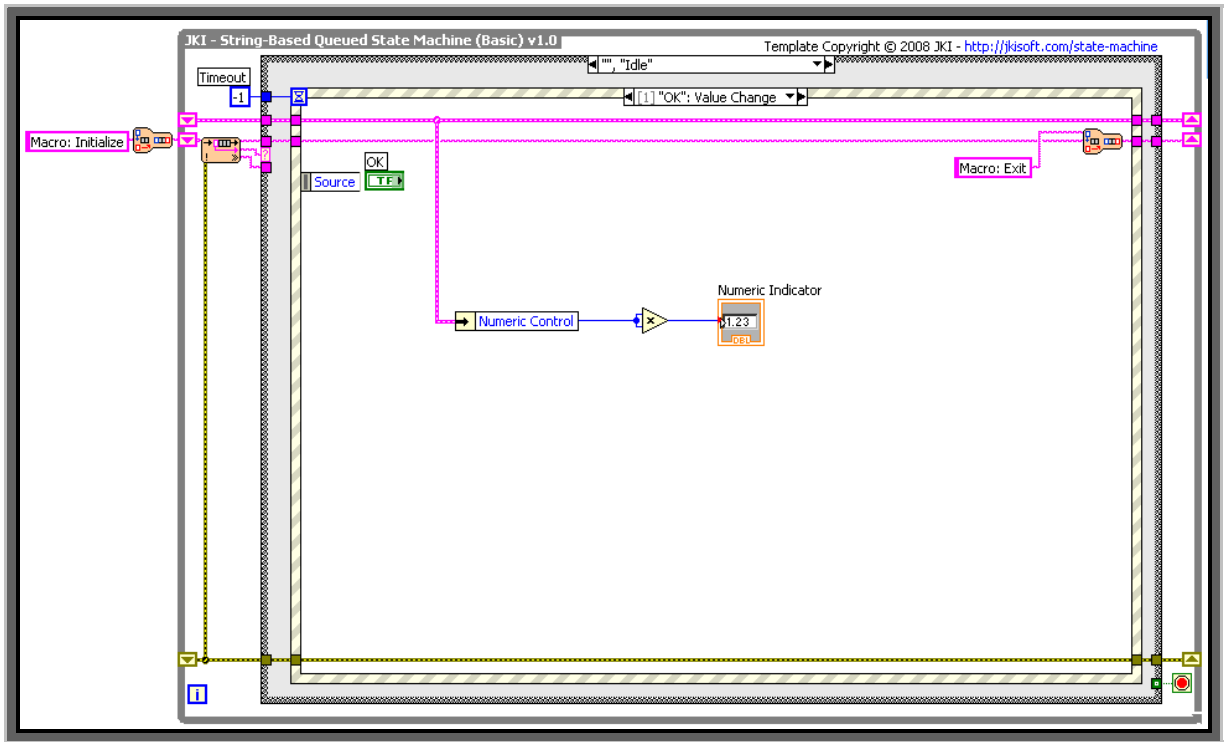 JKI - String-Based Queued State Machine (Basic) v1.0
Template Copyright © 2008 JKI - http://jkisoft.com/state-machine
"", "Idle"
Timeout
-1
[1] "OK": Value Change
Macro: Initialize
OK
Source
TF
Macro: Exit
Numeric Indicator
Numeric Control
×
1.23
DBL
i